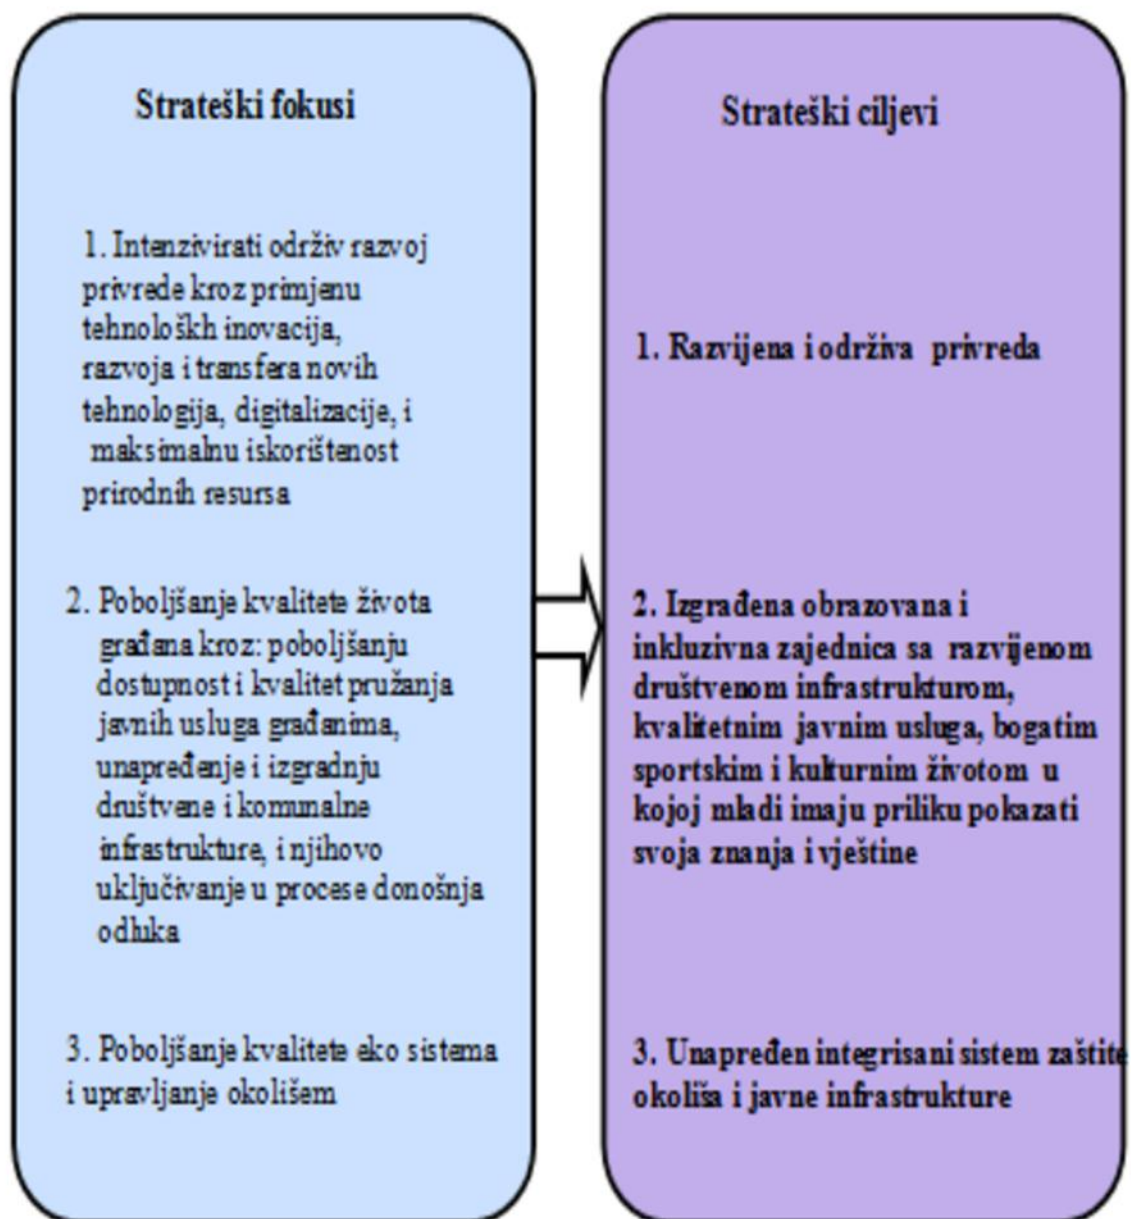 Strateški fokusi
1. Intenzivirati održiv razvoj
privrede kroz primjenu
tehnološkh inovacija,
razvoja i transfera novih
tehnologija, digitalizacije, i
maksimalnu iskorištenost
prirodnih resursa
2. Poboljšanje kvalitete života
građana kroz: poboljšanju
dostupnost i kvalitet pružanja
javnih usluga građanima,
unapređenje i izgradnju
društvene i komunalne
infrastrukture, i njihovo
uključivanje u procese donošnja
odluka
3. Poboljšanje kvalitete eko sistema
i upravljanje okolišem
Strateški ciljevi
1. Razvijena i održiva privreda
2. Izgrađena obrazovana i
inkluzivna zajednica sa razvijenom
društvenom infrastrukturom,
kvalitetnim javnim usluga, bogatim
sportskim i kulturnim životom u
kojoj mladi imaju priliku pokazati
svoja znanja i vještine
3. Unapređen integrisani sistem zaštite
okoliša i javne infrastrukture